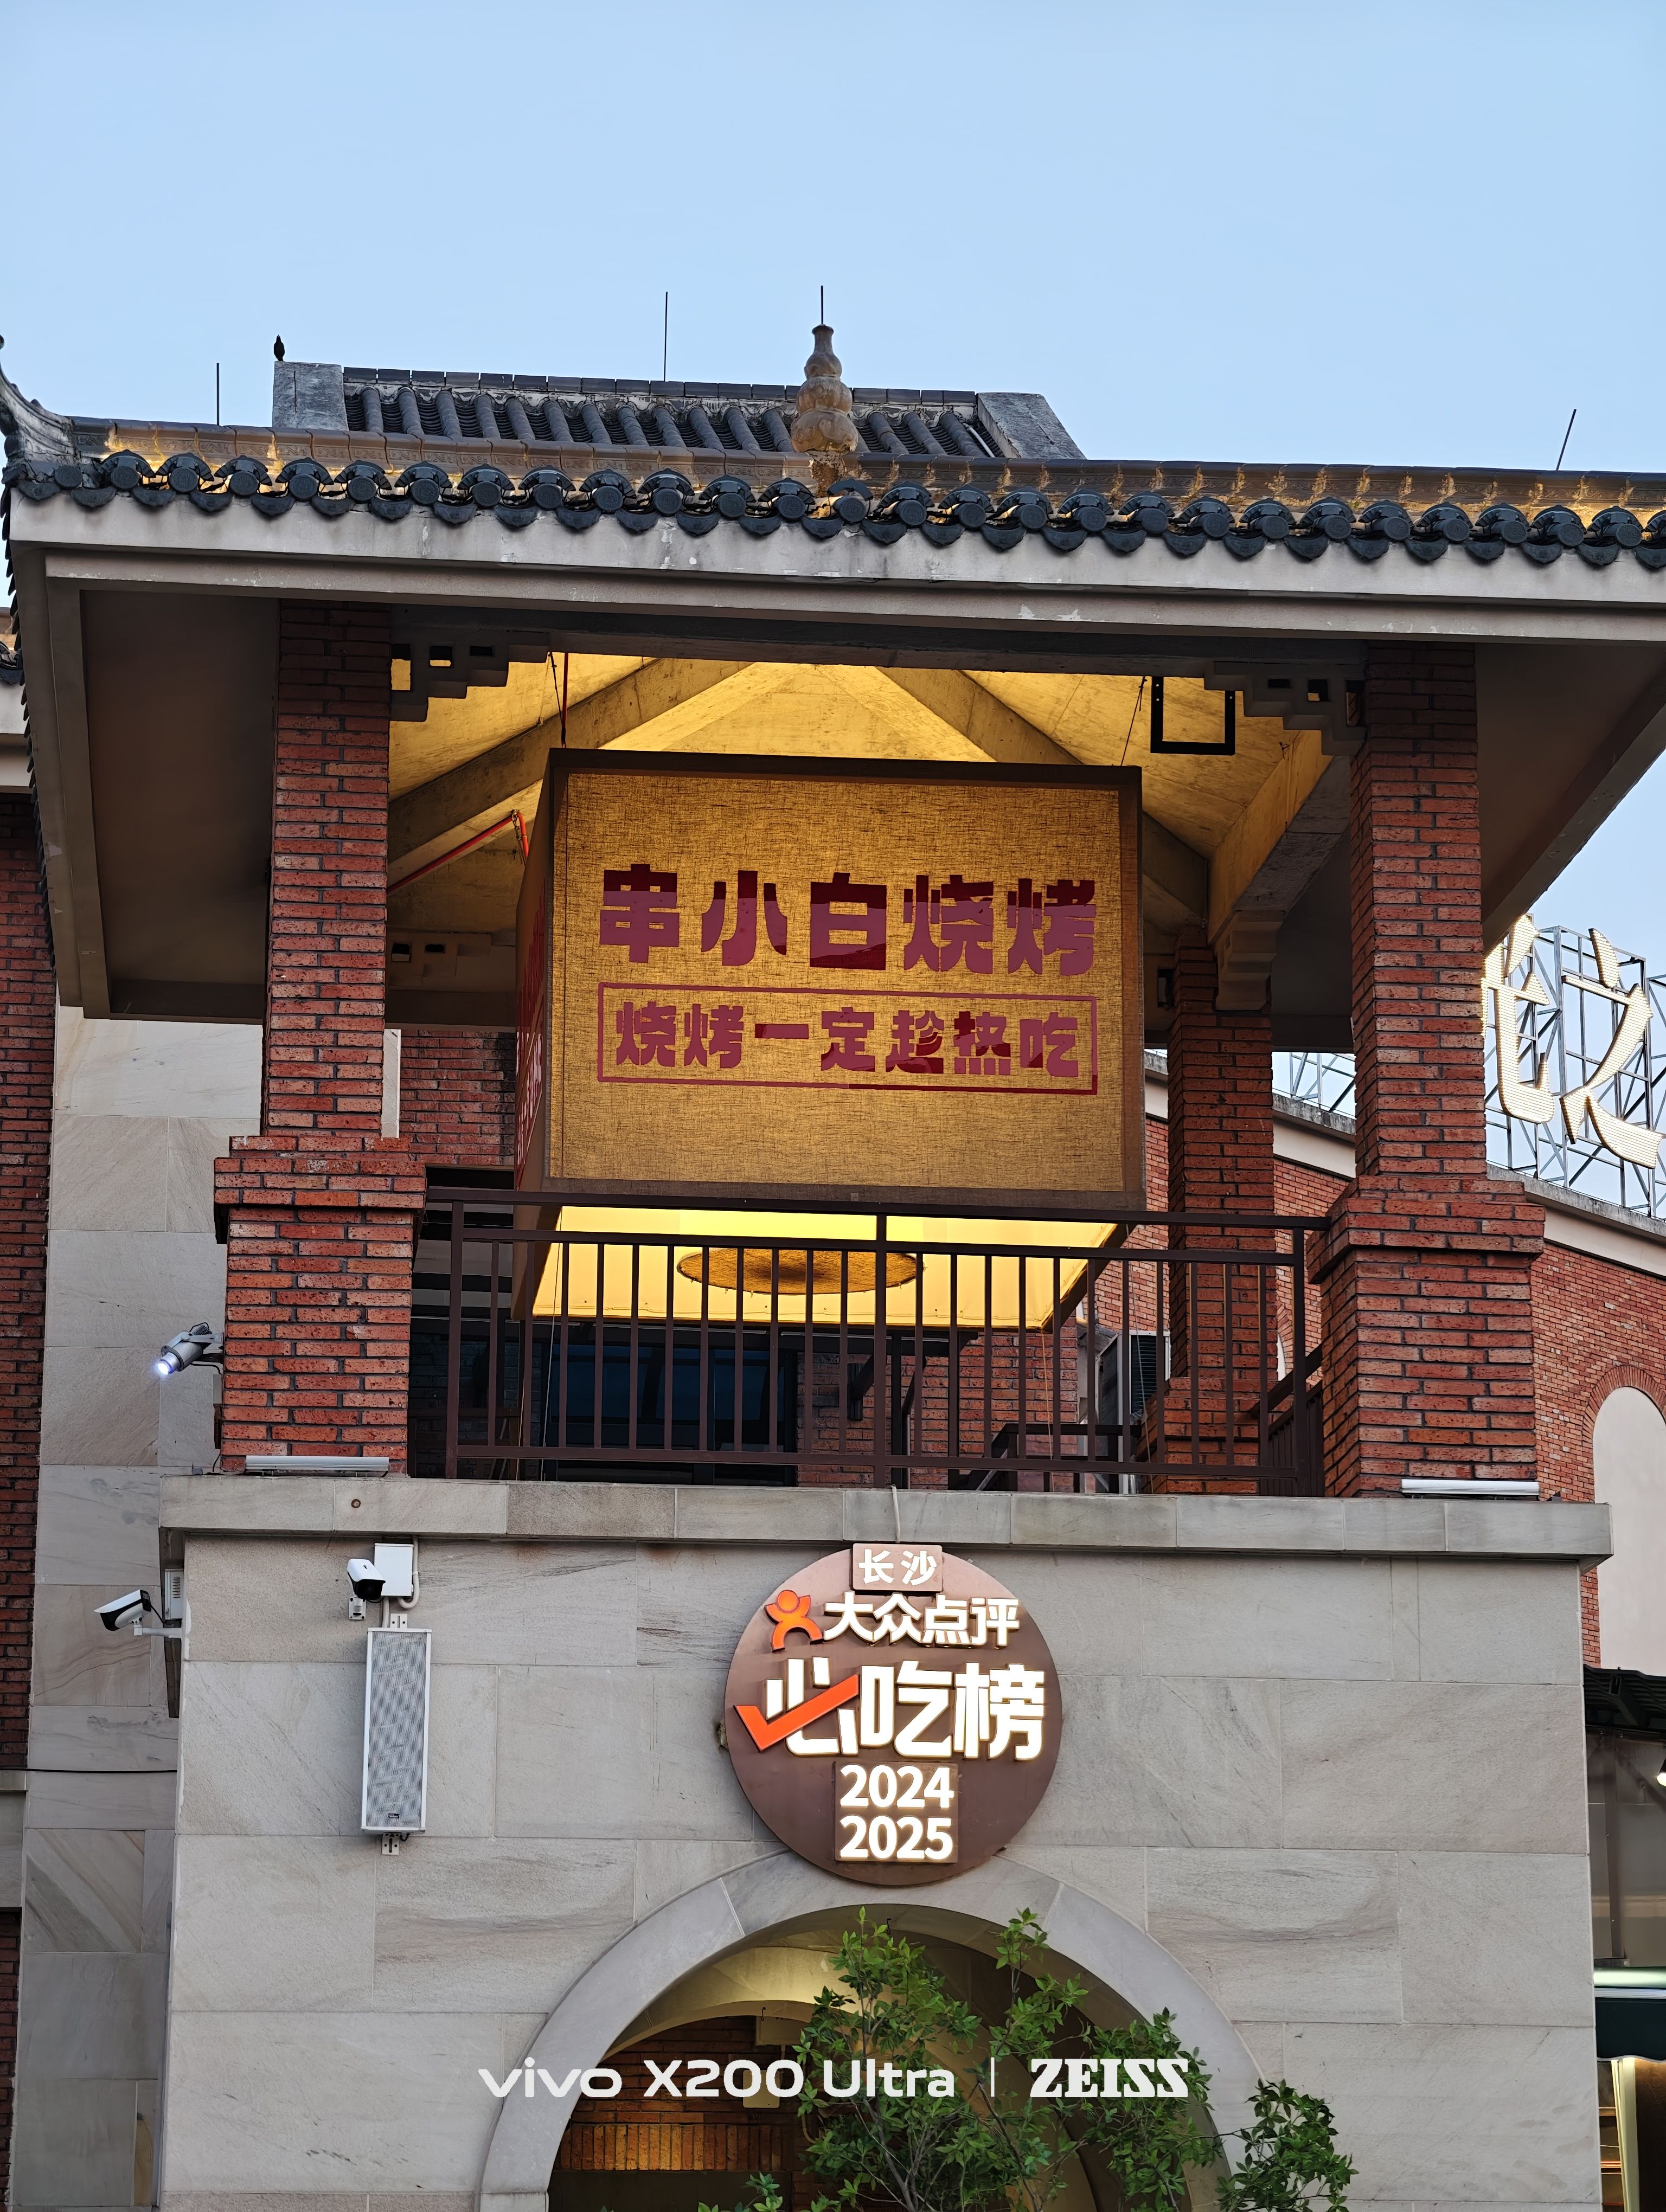 串小白烧烤
烧烤一定趁热吃
之
长沙
大众点评
必吃榜
2024
2025
vivo X200 Ultra | ZEISS